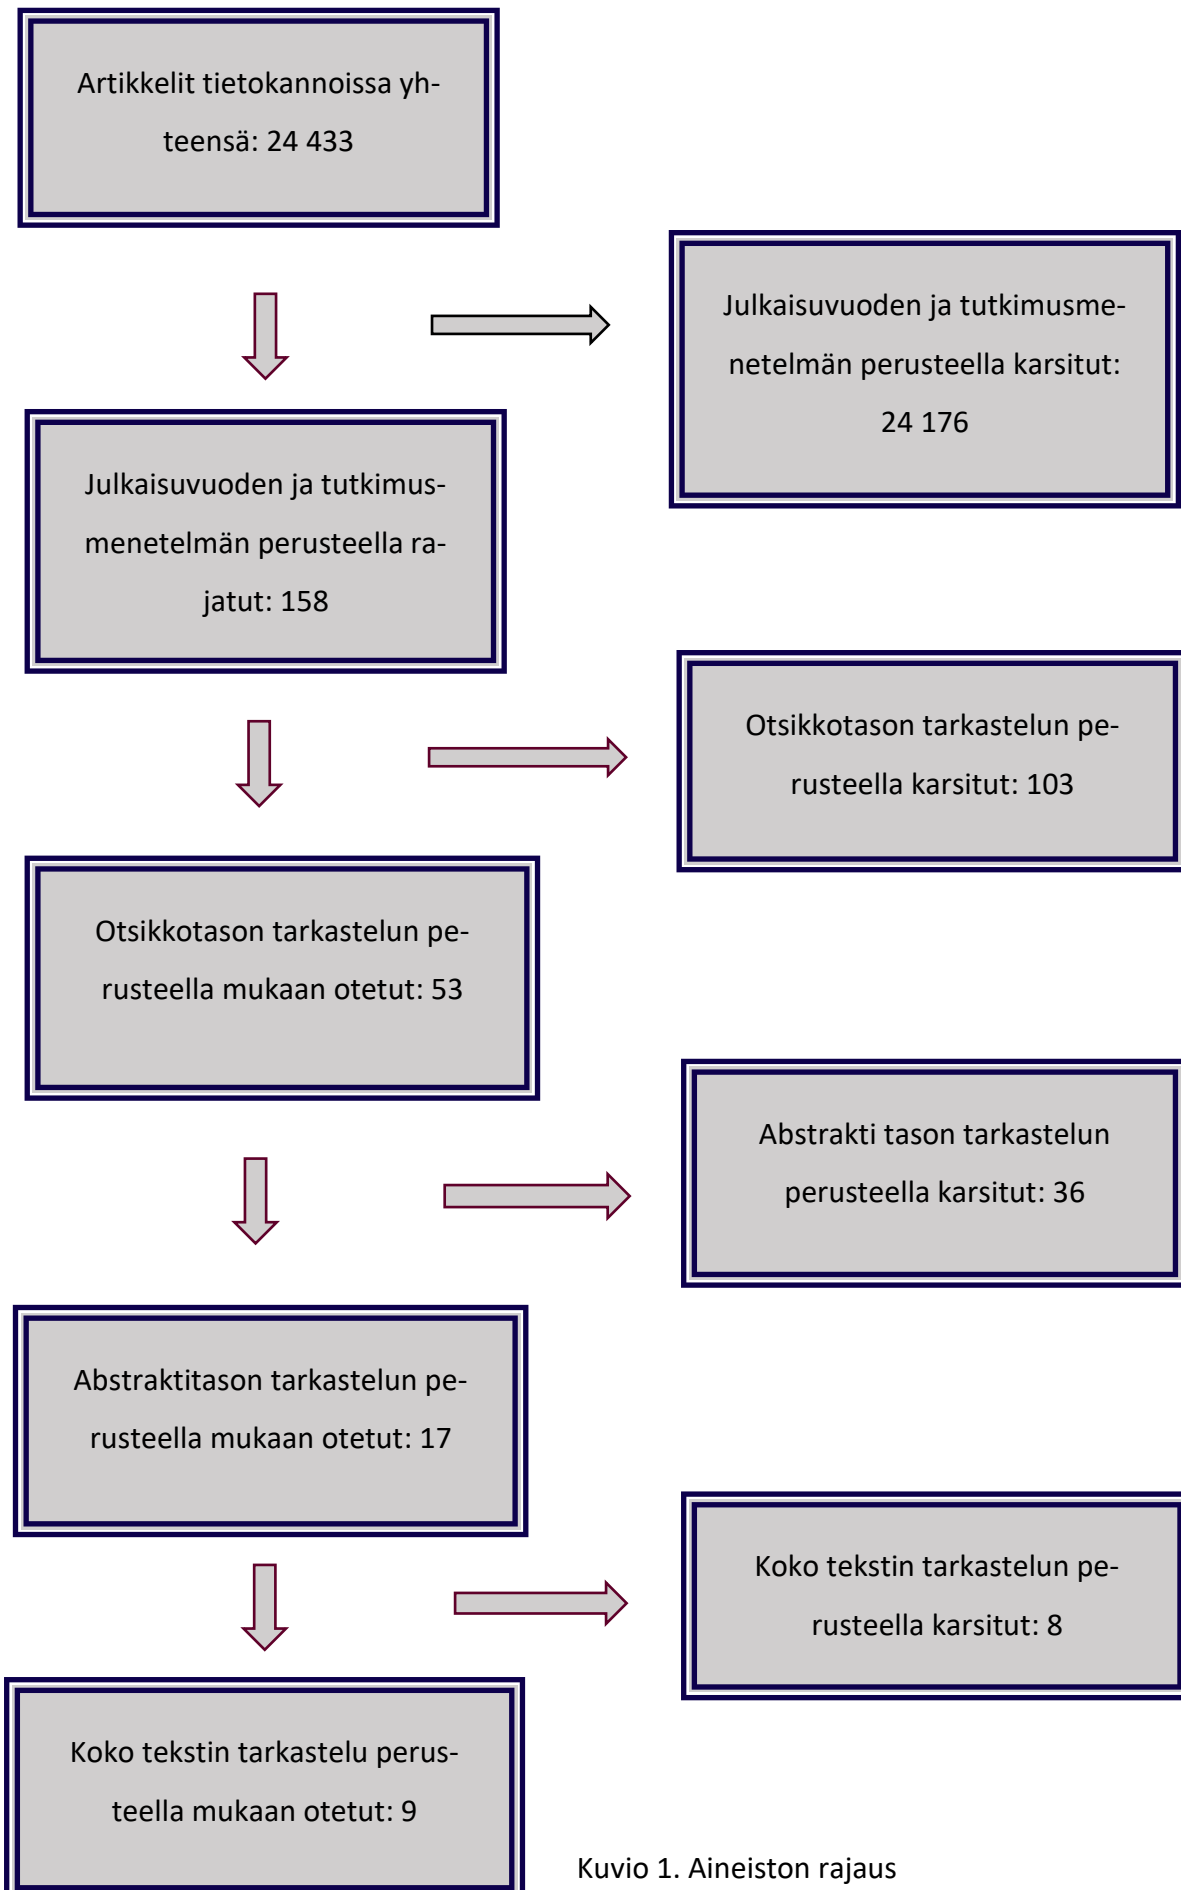 Artikkelit tietokannoissa yh-
teensä: 24 433
Julkaisuvuoden ja tutkimusme-
netelmän perusteella karsitut:
24 176
Julkaisuvuoden ja tutkimus-
menetelmän perusteella ra-
jatut: 158
Otsikkotason tarkastelun pe-
rusteella karsitut: 103
Otsikkotason tarkastelun pe-
rusteella mukaan otetut: 53
Abstrakti tason tarkastelun
perusteella karsitut: 36
Abstraktitason tarkastelun pe-
rusteella mukaan otetut: 17
Koko tekstin tarkastelun pe-
rusteella karsitut: 8
Koko tekstin tarkastelu perus-
teella mukaan otetut: 9
Kuvio 1. Aineiston rajaus